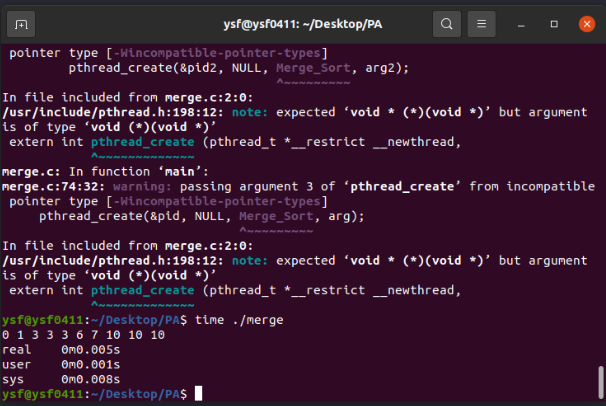 ysf@ysf0411: ~/Desktop/PA
pointer type [-Wincompatible-pointer-types]
pthread_create(&pid2, NULL, Merge_Sort, arg2);
^~~~~~~~~~
In file included from merge.c:2:0:
/usr/include/pthread.h:198:12: note: expected ‘void * (*)(void *)’ but argument
is of type ‘void (*)(void *)’
extern int pthread_create (pthread_t *__restrict __newthread,
^~~~~~~~~~~~~~
merge.c: In function ‘main’:
merge.c:74:32: warning: passing argument 3 of ‘pthread_create’ from incompatible
pointer type [-Wincompatible-pointer-types]
pthread_create(&pid, NULL, Merge_Sort, arg);
^~~~~~~~~~
In file included from merge.c:2:0:
/usr/include/pthread.h:198:12: note: expected ‘void * (*)(void *)’ but argument
is of type ‘void (*)(void *)’
extern int pthread_create (pthread_t *__restrict __newthread,
^~~~~~~~~~~~~~
ysf@ysf0411:~/Desktop/PA$ time ./merge
0 1 3 3 3 6 7 10 10 10
real 0m0.005s
user 0m0.001s
sys 0m0.008s
ysf@ysf0411:~/Desktop/PA$